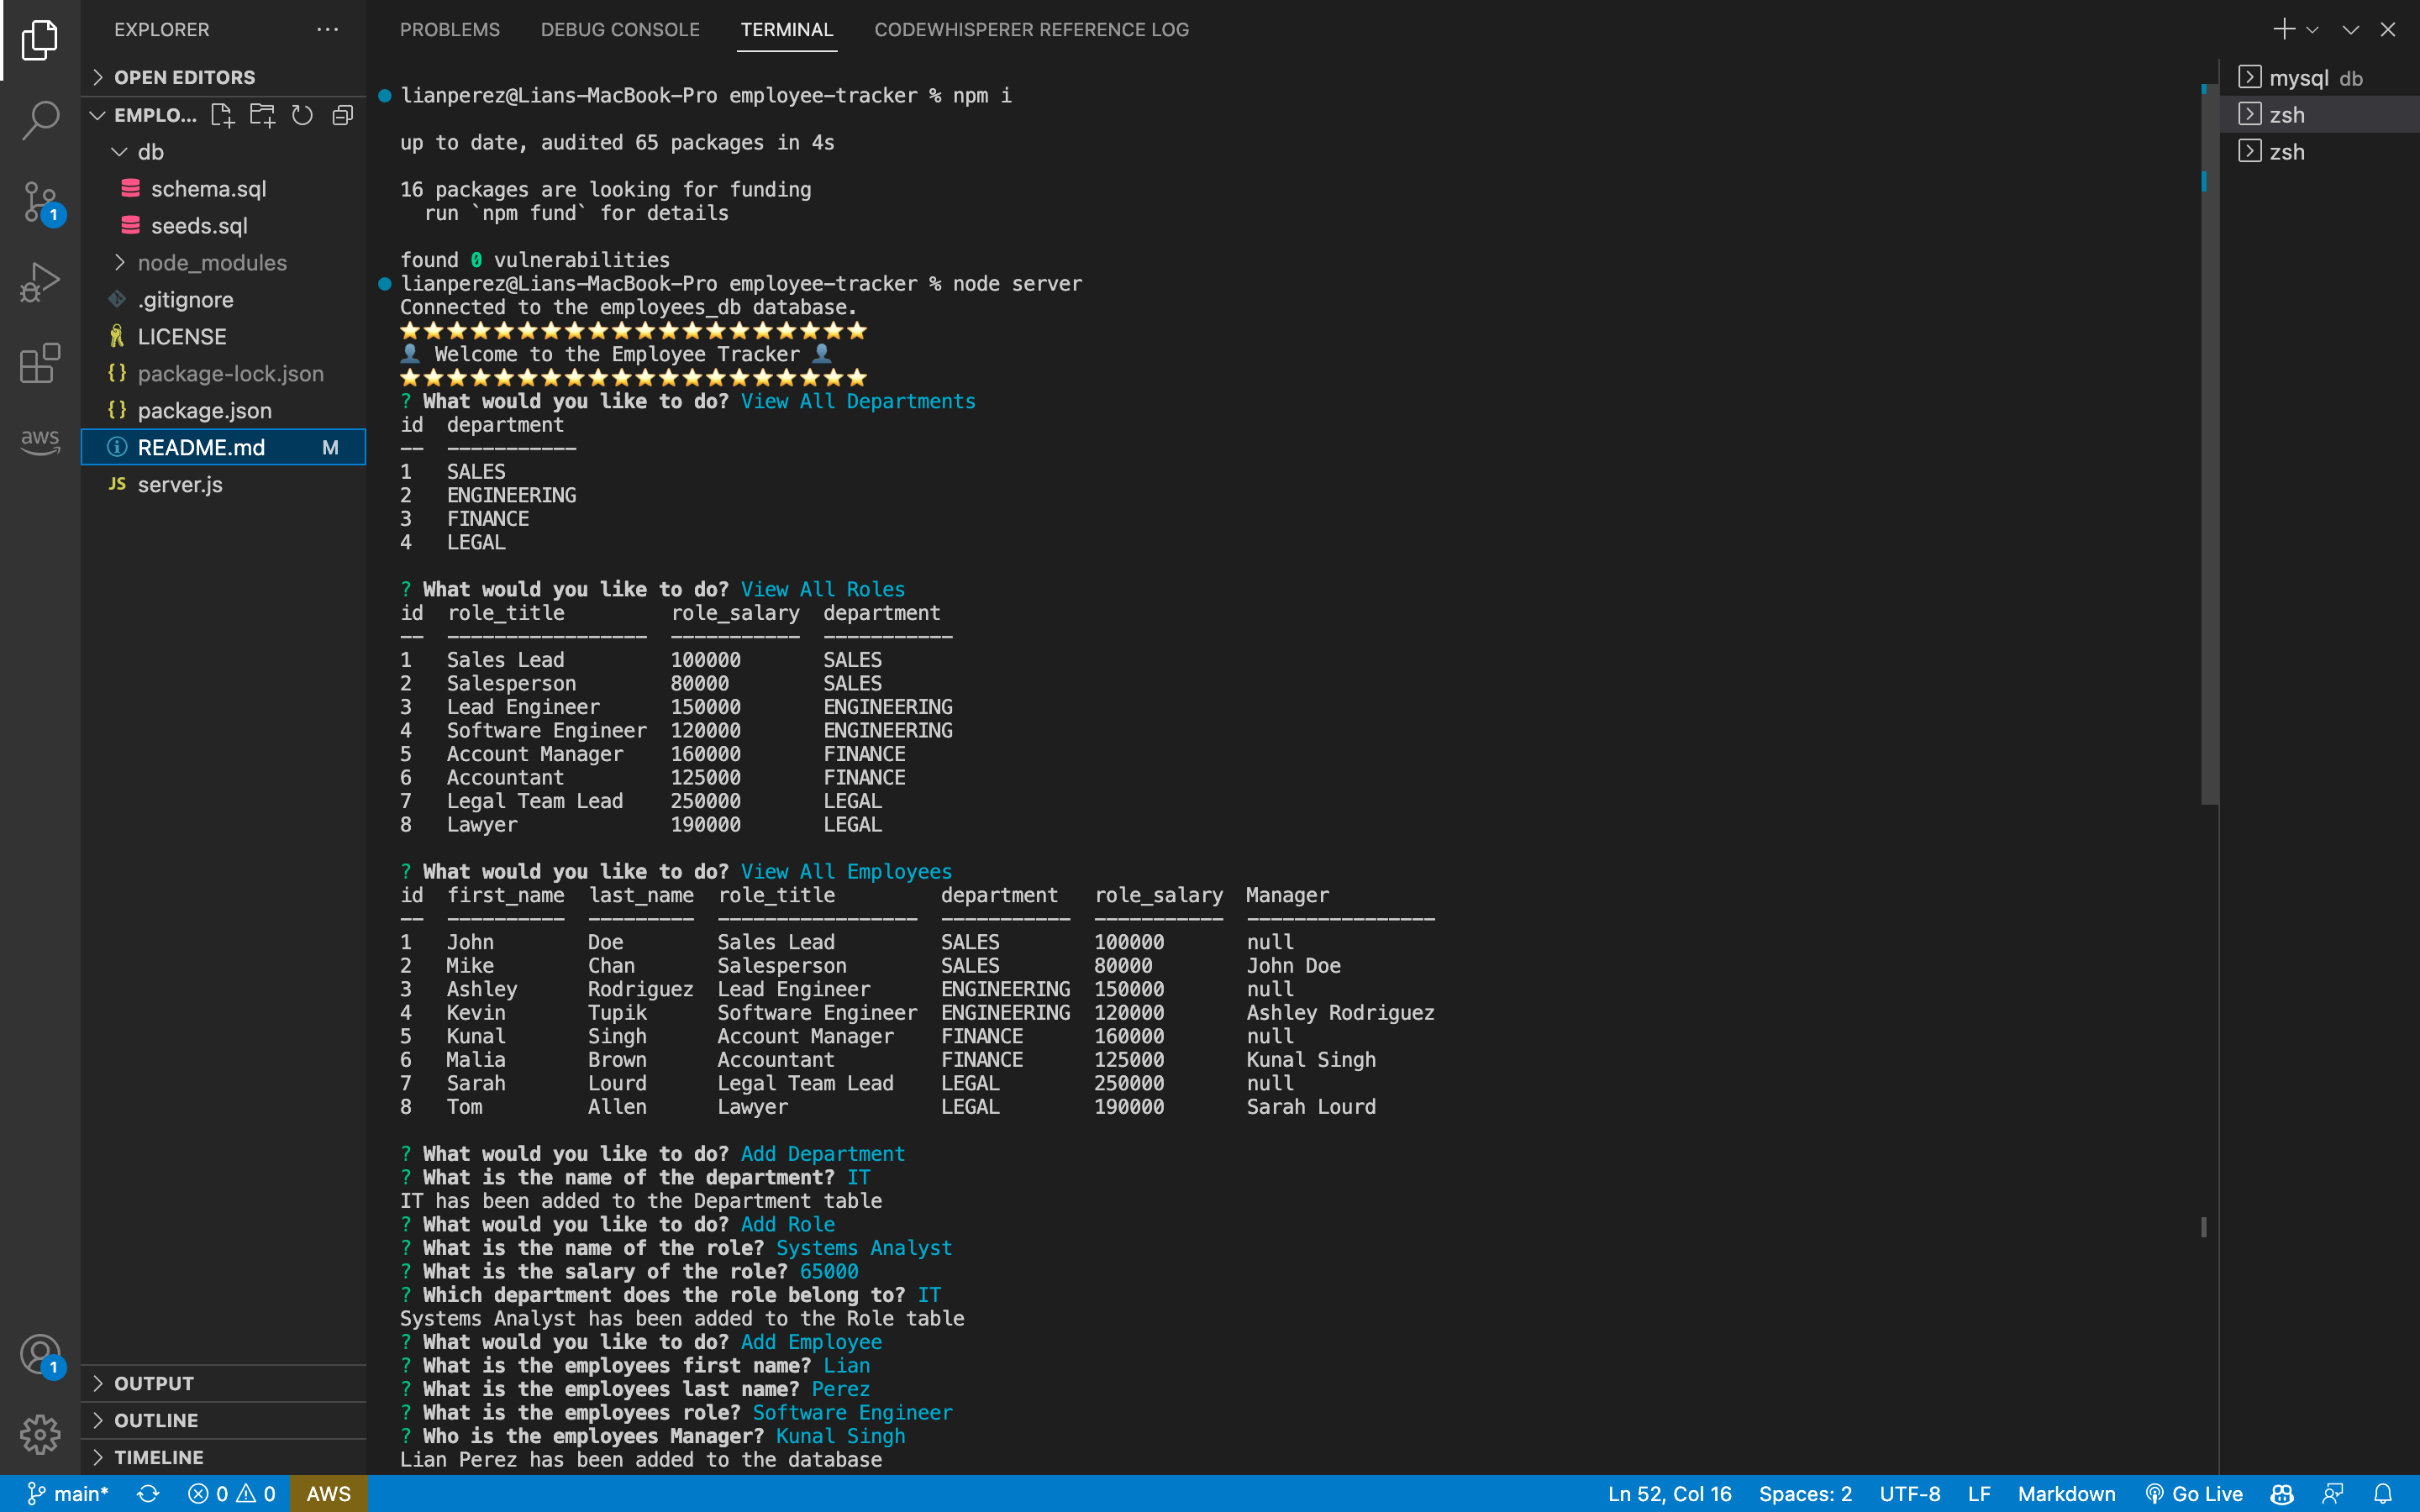 EXPLORER
OPEN EDITORS
EMPLO...
db
schema.sql
seeds.sql
node_modules
.gitignore
LICENSE
package-lock.json
package.json
README.md M
server.js
OUTPUT
OUTLINE
TIMELINE
1
aws
1
PROBLEMS DEBUG CONSOLE TERMINAL CODEWHISPERER REFERENCE LOG
lianperez@Lians-MacBook-Pro employee-tracker % npm i
up to date, audited 65 packages in 4s
16 packages are looking for funding
run `npm fund` for details
found 0 vulnerabilities
lianperez@Lians-MacBook-Pro employee-tracker % node server
Connected to the employees_db database.
⭐⭐⭐⭐⭐⭐⭐⭐⭐⭐⭐⭐⭐⭐⭐⭐⭐⭐⭐⭐
👤 Welcome to the Employee Tracker 👤
⭐⭐⭐⭐⭐⭐⭐⭐⭐⭐⭐⭐⭐⭐⭐⭐⭐⭐⭐⭐
? What would you like to do? View All Departments
id department
-- -----------
1 SALES
2 ENGINEERING
3 FINANCE
4 LEGAL
? What would you like to do? View All Roles
id role_title role_salary department
-- ----------------- ----------- -----------
1 Sales Lead 100000 SALES
2 Salesperson 80000 SALES
3 Lead Engineer 150000 ENGINEERING
4 Software Engineer 120000 ENGINEERING
5 Account Manager 160000 FINANCE
6 Accountant 125000 FINANCE
7 Legal Team Lead 250000 LEGAL
8 Lawyer 190000 LEGAL
? What would you like to do? View All Employees
id first_name last_name role_title department role_salary Manager
-- ---------- --------- ----------------- ----------- ----------- ----------------
1 John Doe Sales Lead SALES 100000 null
2 Mike Chan Salesperson SALES 80000 John Doe
3 Ashley Rodriguez Lead Engineer ENGINEERING 150000 null
4 Kevin Tupik Software Engineer ENGINEERING 120000 Ashley Rodriguez
5 Kunal Singh Account Manager FINANCE 160000 null
6 Malia Brown Accountant FINANCE 125000 Kunal Singh
7 Sarah Lourd Legal Team Lead LEGAL 250000 null
8 Tom Allen Lawyer LEGAL 190000 Sarah Lourd
? What would you like to do? Add Department
? What is the name of the department? IT
IT has been added to the Department table
? What would you like to do? Add Role
? What is the name of the role? Systems Analyst
? What is the salary of the role? 65000
? Which department does the role belong to? IT
Systems Analyst has been added to the Role table
? What would you like to do? Add Employee
? What is the employees first name? Lian
? What is the employees last name? Perez
? What is the employees role? Software Engineer
? Who is the employees Manager? Kunal Singh
Lian Perez has been added to the database
mysql db
zsh
zsh
main* 0 0 AWS Ln 52, Col 16 Spaces: 2 UTF-8 LF Markdown Go Live